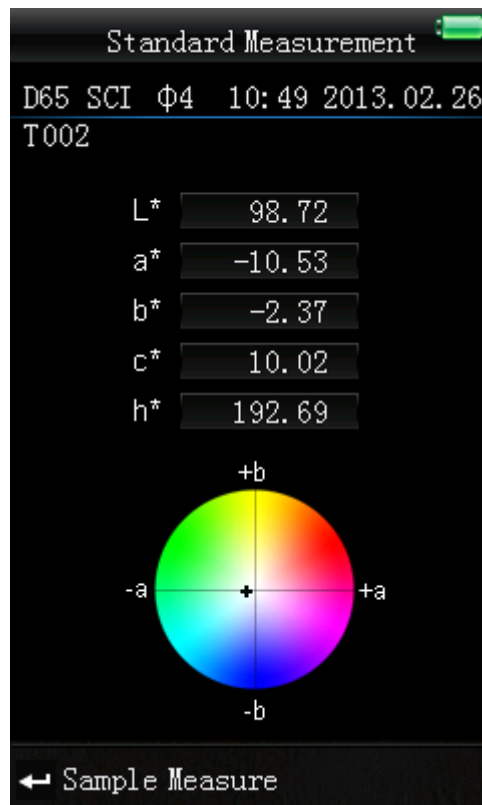 Standard Measurement
D65 SCI Φ4 10:49 2013.02.26
T002
L* 98.72
a* -10.53
b* -2.37
c* 10.02
h* 192.69
+b
-a +a
-b
Sample Measure